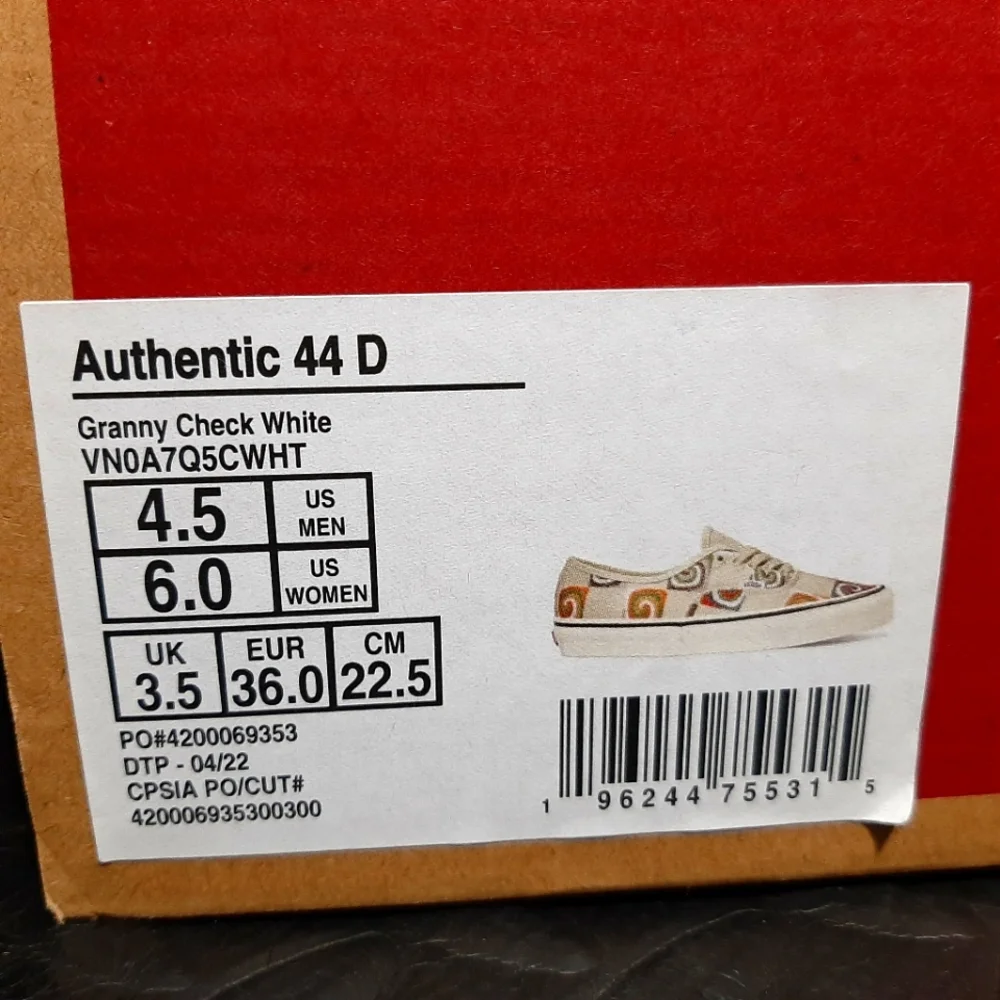 Authentic 44 D
Granny Check White
VN0A7Q5CWHT
4.5 US MEN
6.0 US WOMEN
UK EUR CM
3.5 36.0 22.5
PO#4200069353
DTP - 04/22
CPSIA PO/CUT#
420006935300300
1 96244 75531 5